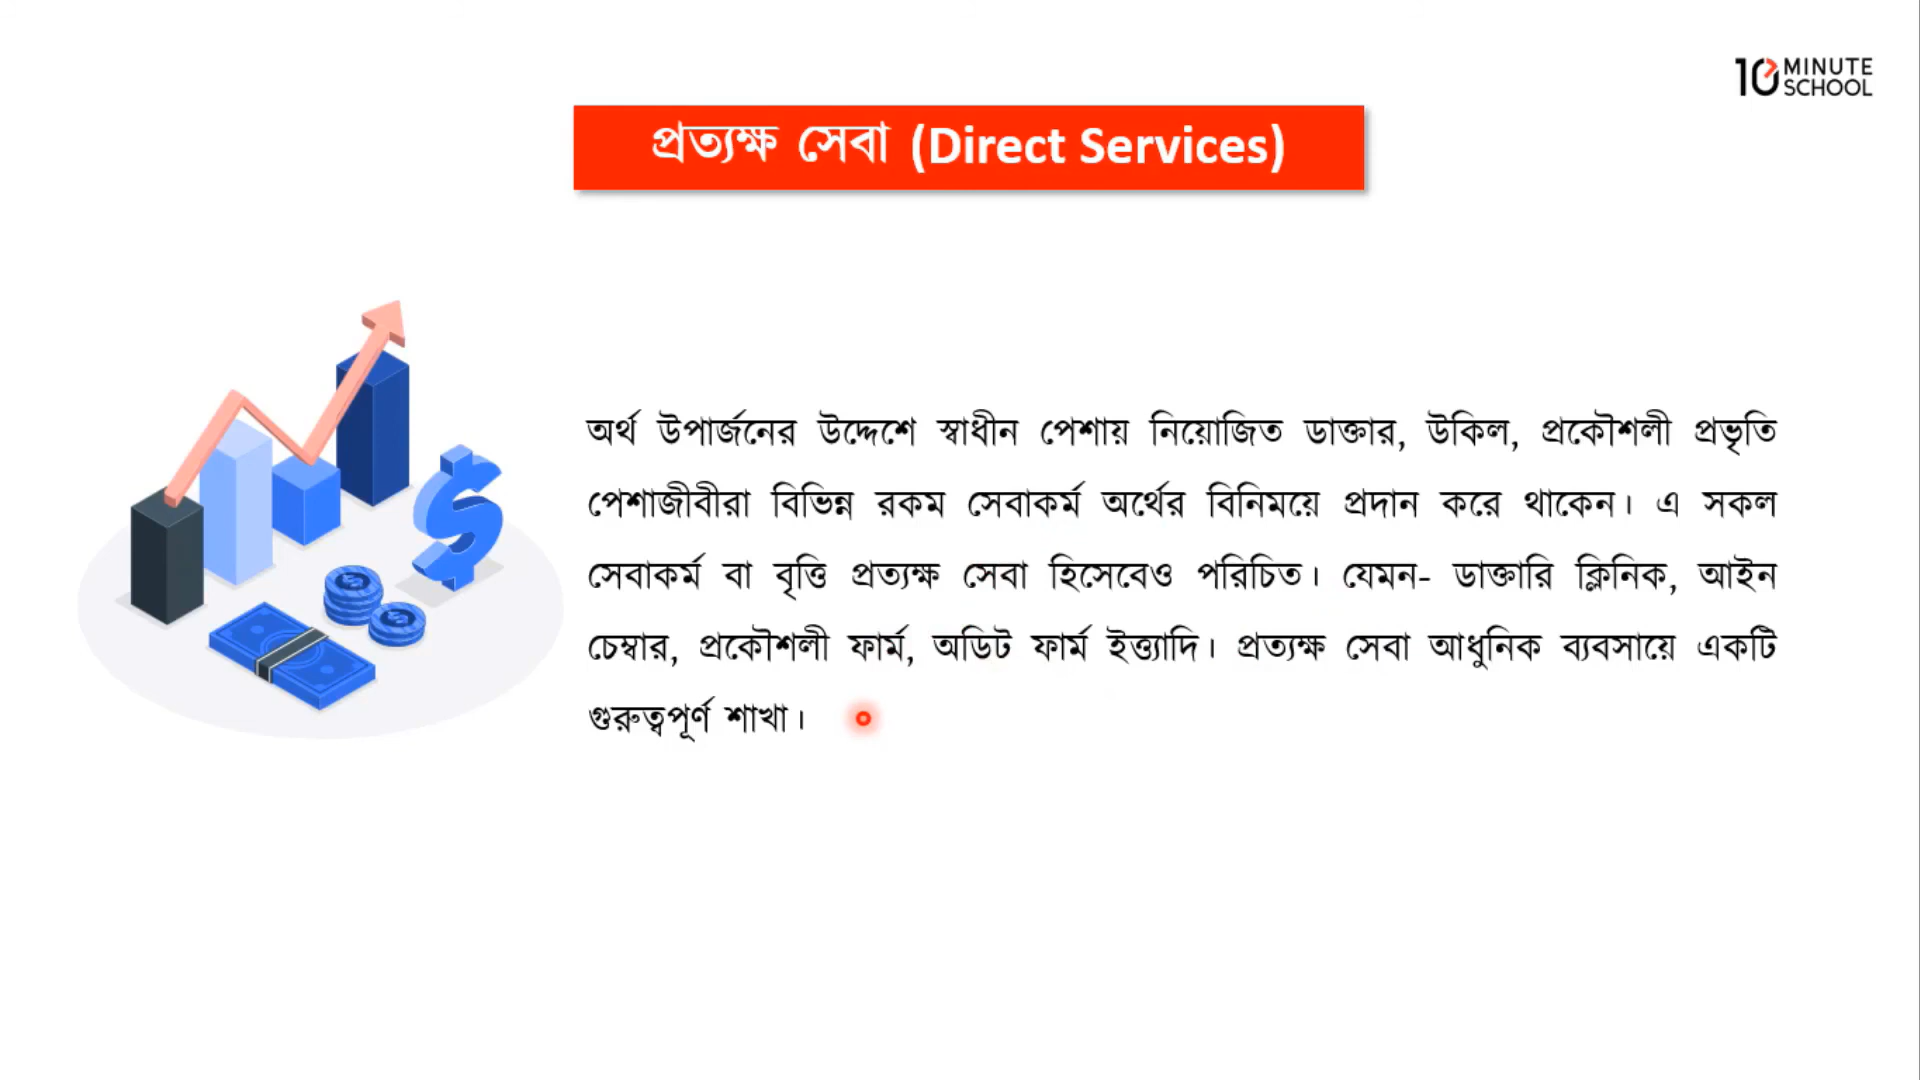 10 MINUTE SCHOOL
প্রত্যক্ষ সেবা (Direct Services)
অর্থ উপার্জনের উদ্দেশে স্বাধীন পেশায় নিয়োজিত ডাক্তার, উকিল, প্রকৌশলী প্রভৃতি
পেশাজীবীরা বিভিন্ন রকম সেবাকর্ম অর্থের বিনিময়ে প্রদান করে থাকেন। এ সকল
সেবাকর্ম বা বৃত্তি প্রত্যক্ষ সেবা হিসেবেও পরিচিত। যেমন- ডাক্তারি ক্লিনিক, আইন
চেম্বার, প্রকৌশলী ফার্ম, অডিট ফার্ম ইত্ত্যাদি। প্রত্যক্ষ সেবা আধুনিক ব্যবসায়ে একটি
গুরুত্বপূর্ণ শাখা।